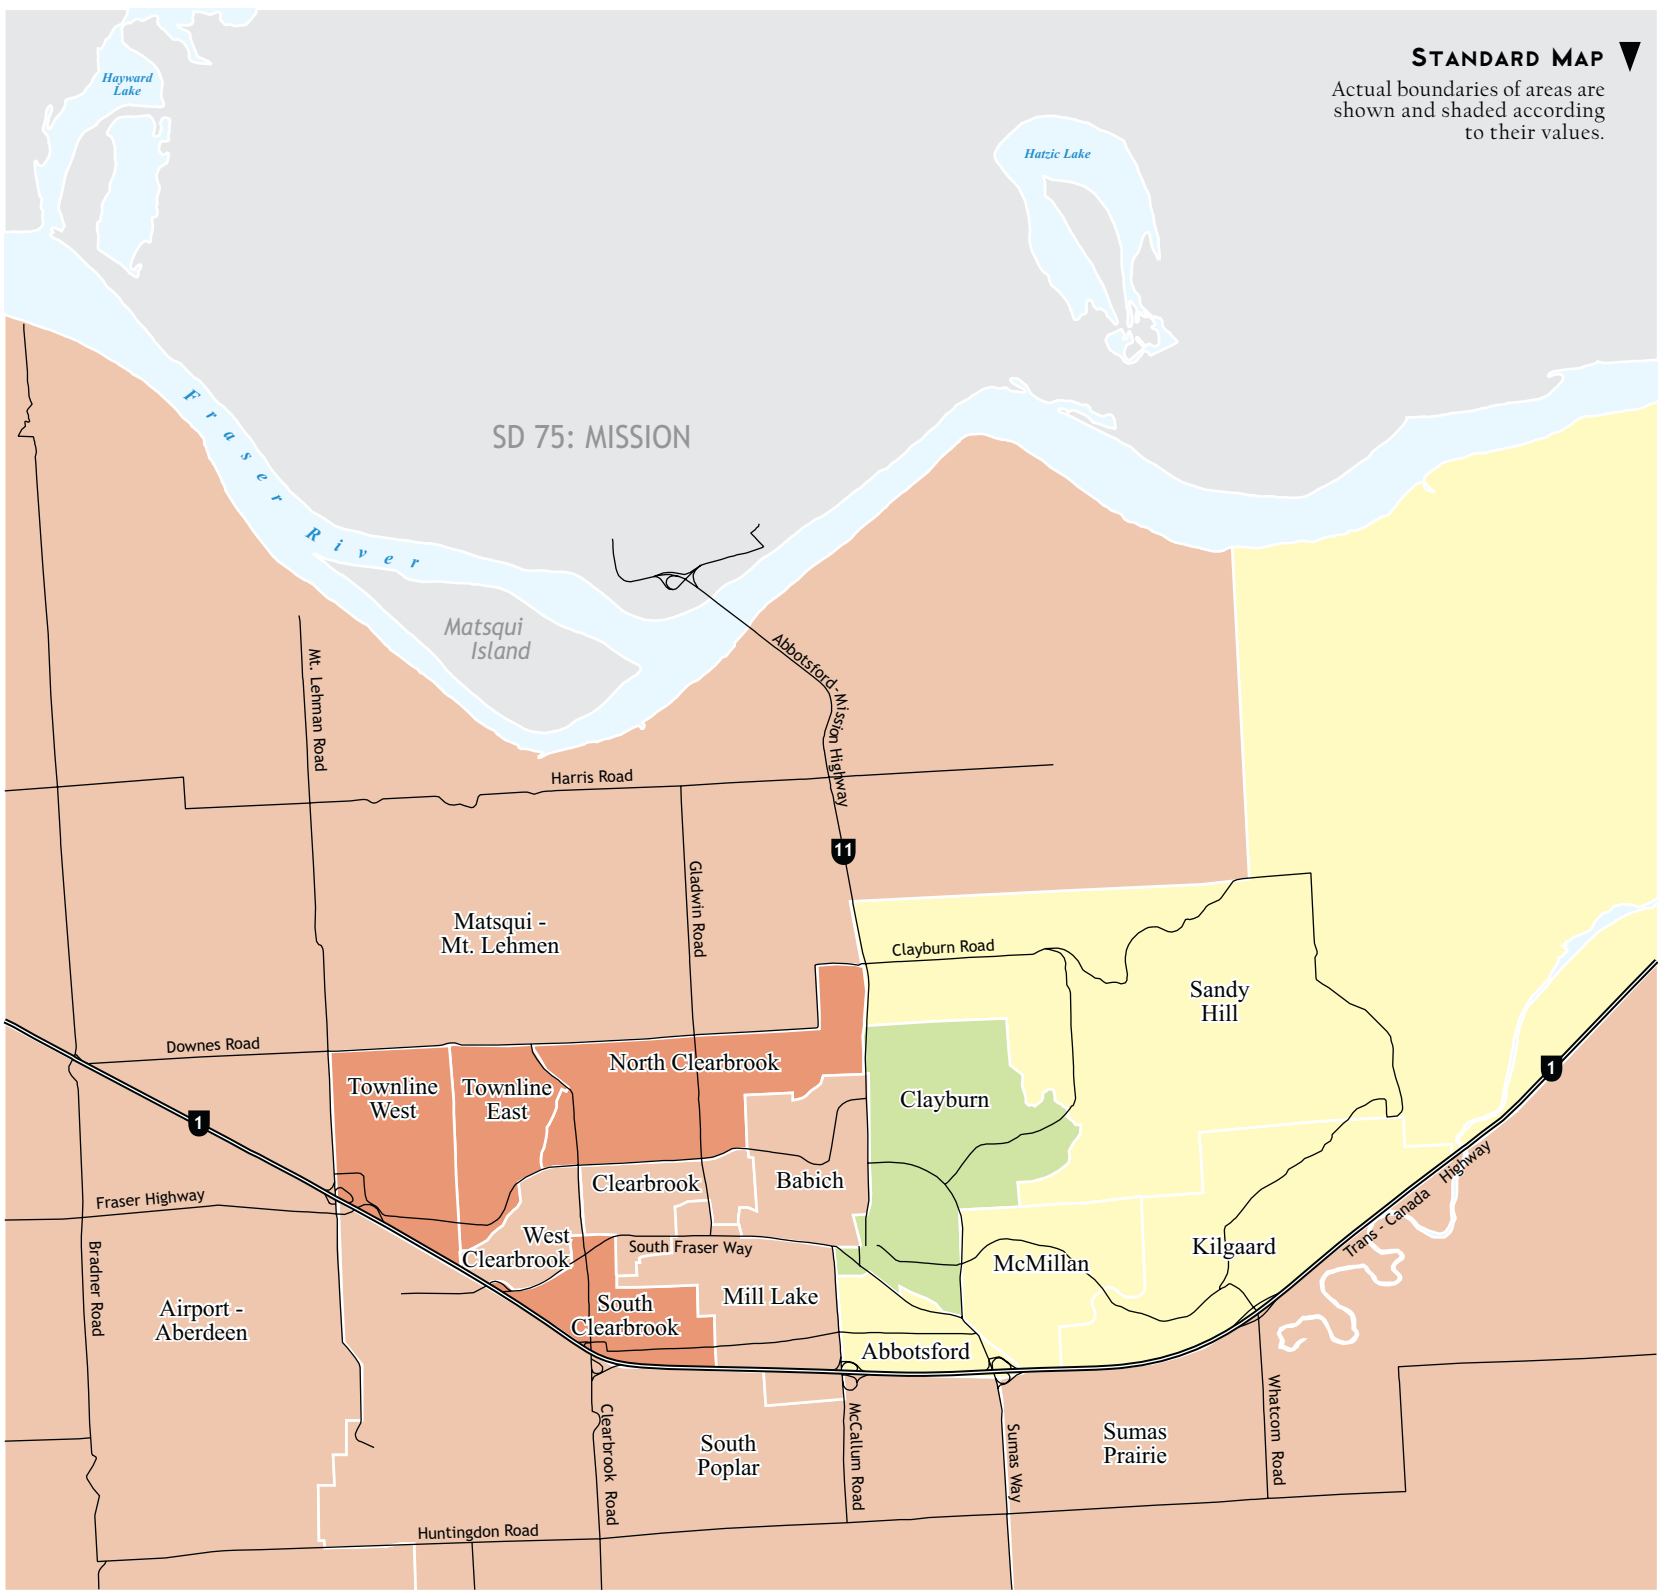 STANDARD MAP
Actual boundaries of areas are
shown and shaded according
to their values.
Hayward
Lake
Hatzic Lake
Fraser River
SD 75: MISSION
Matsqui
Island
Abbotsford-Mission Highway
Mt. Lehman Road
Harris Road
11
Gladwin Road
Matsqui -
Mt. Lehmen
Clayburn Road
Sandy
Hill
Downes Road
North Clearbrook
1
Townline
West
Townline
East
Clayburn
1
Clearbrook
Babich
Trans - Canada Highway
Fraser Highway
West
Clearbrook
South Fraser Way
McMillan
Kilgaard
Bradner Road
Airport -
Aberdeen
South
Clearbrook
Mill Lake
Abbotsford
Clearbrook Road
South
Poplar
McCallum Road
Sumas Way
Sumas
Prairie
Whatcom Road
Huntingdon Road